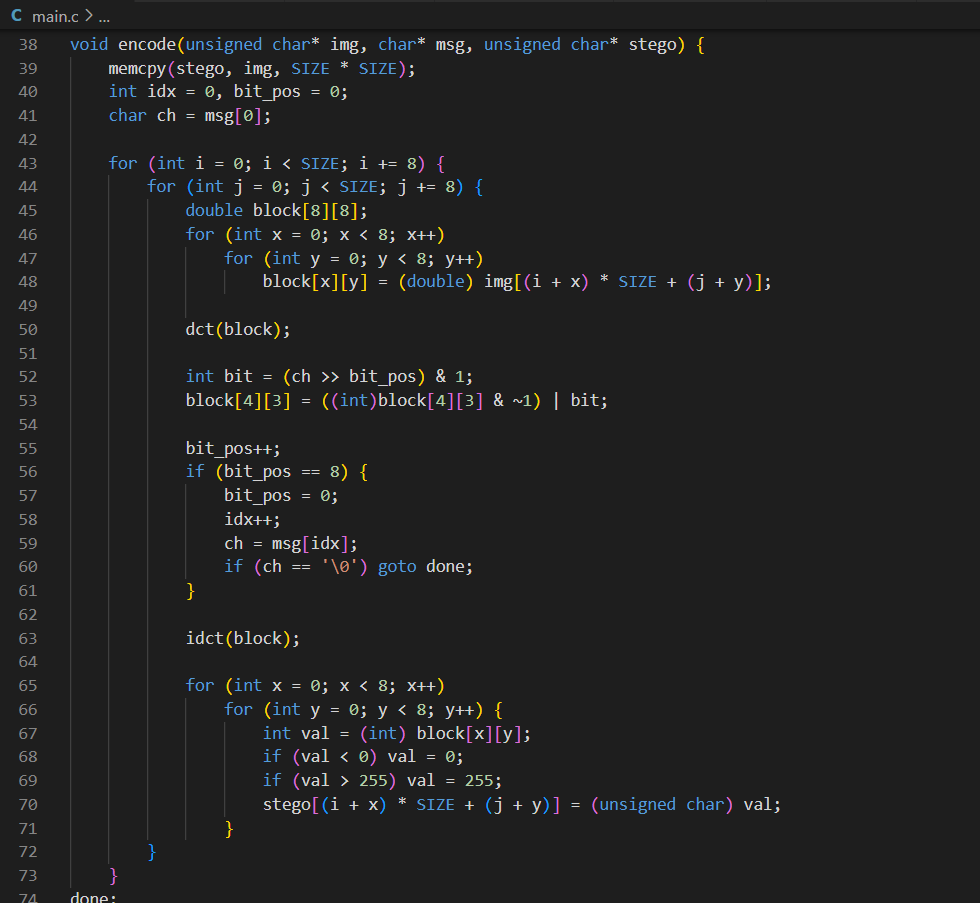 C main.c > ...
38 void encode(unsigned char* img, char* msg, unsigned char* stego) {
39     memcpy(stego, img, SIZE * SIZE);
40     int idx = 0, bit_pos = 0;
41     char ch = msg[0];
42
43     for (int i = 0; i < SIZE; i += 8) {
44         for (int j = 0; j < SIZE; j += 8) {
45             double block[8][8];
46             for (int x = 0; x < 8; x++)
47                 for (int y = 0; y < 8; y++)
48                     block[x][y] = (double) img[(i + x) * SIZE + (j + y)];
49
50             dct(block);
51
52             int bit = (ch >> bit_pos) & 1;
53             block[4][3] = ((int)block[4][3] & ~1) | bit;
54
55             bit_pos++;
56             if (bit_pos == 8) {
57                 bit_pos = 0;
58                 idx++;
59                 ch = msg[idx];
60                 if (ch == '\0') goto done;
61             }
62
63             idct(block);
64
65             for (int x = 0; x < 8; x++)
66                 for (int y = 0; y < 8; y++) {
67                     int val = (int) block[x][y];
68                     if (val < 0) val = 0;
69                     if (val > 255) val = 255;
70                     stego[(i + x) * SIZE + (j + y)] = (unsigned char) val;
71                 }
72         }
73     }
74 done: